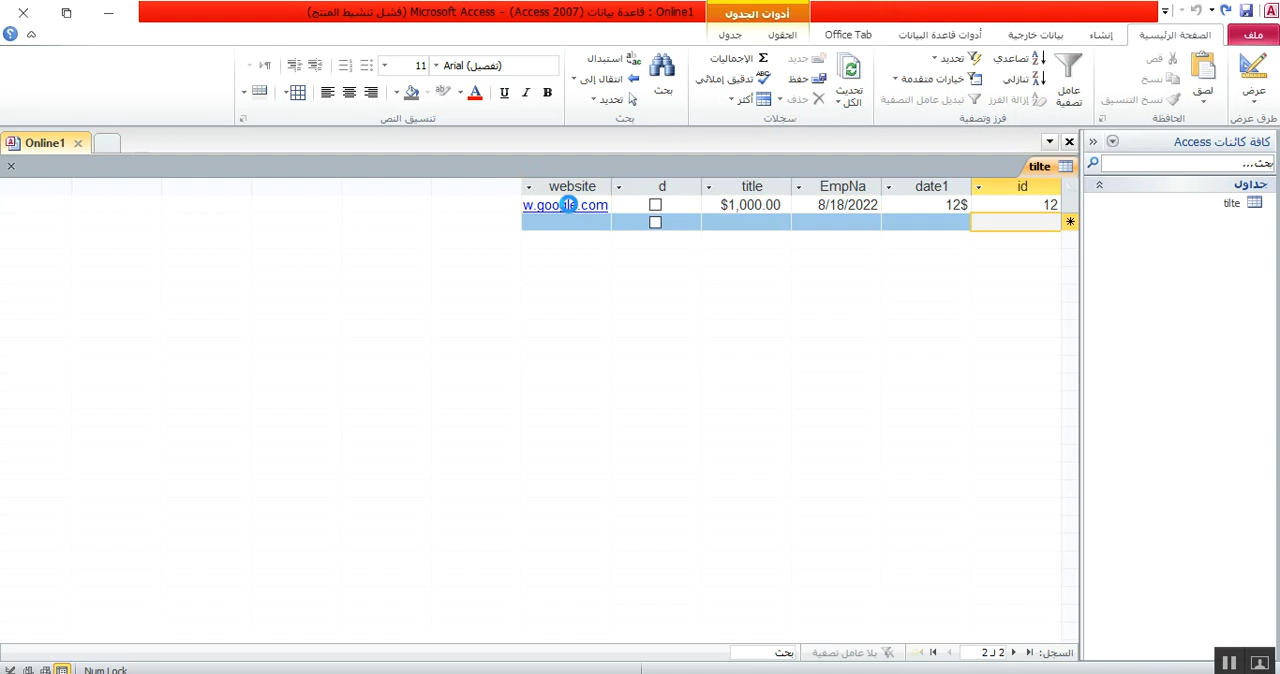 Online1 : قاعدة بيانات (Access 2007) - Microsoft Access (فشل تنشيط المنتج)
أدوات الجدول
ملف
الصفحة الرئيسية
إنشاء
بيانات خارجية
أدوات قاعدة البيانات
Office Tab
الحقول
جدول
عرض
طرق عرض
لصق
قص
نسخ
نسخ التنسيق
الحافظة
عامل تصفية
تصاعدي
تنازلي
إزالة الفرز
تحديد
خيارات متقدمة
تبديل عامل التصفية
فرز وتصفية
تحديث الكل
جديد
حفظ
حذف
الإجماليات
تدقيق إملائي
أكثر
سجلات
بحث
استبدال
انتقال إلى
تحديد
بحث
Arial (تفصيل)
11
تنسيق النص
Online1
كافة كائنات Access
بحث...
جداول
tilte
tilte
id date1 EmpNa title d website
12 12$ 8/18/2022 $1,000.00 w.google.com
السجل: 2 لـ 2
بلا عامل تصفية
بحث
Num Lock